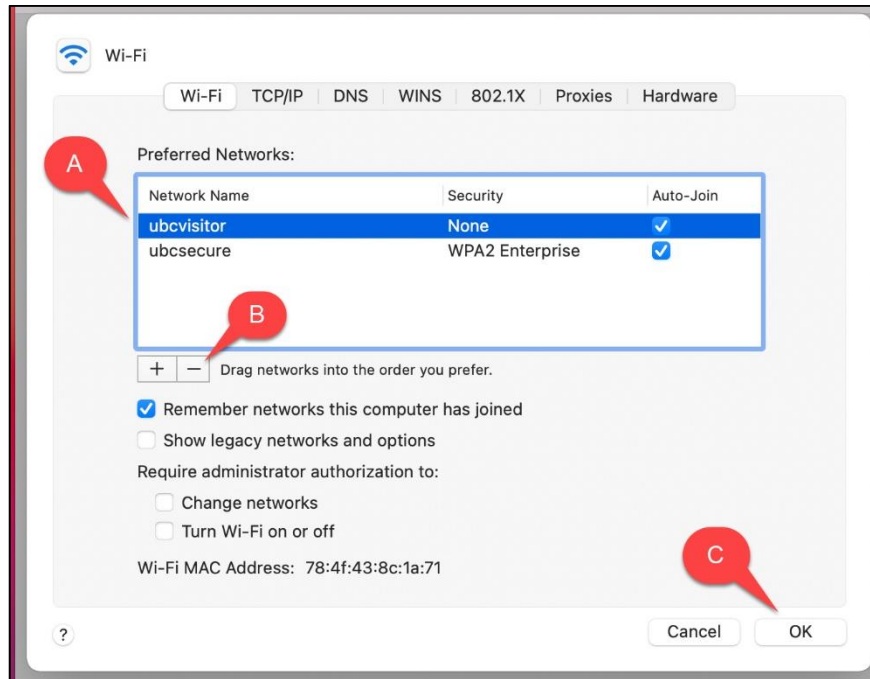 Wi-Fi
Wi-Fi TCP/IP DNS WINS 802.1X Proxies Hardware
A
Preferred Networks:
Network Name Security Auto-Join
ubcvisitor None
ubcsecure WPA2 Enterprise
B
+ − Drag networks into the order you prefer.
Remember networks this computer has joined
Show legacy networks and options
Require administrator authorization to:
Change networks
Turn Wi-Fi on or off
Wi-Fi MAC Address: 78:4f:43:8c:1a:71
C
? Cancel OK